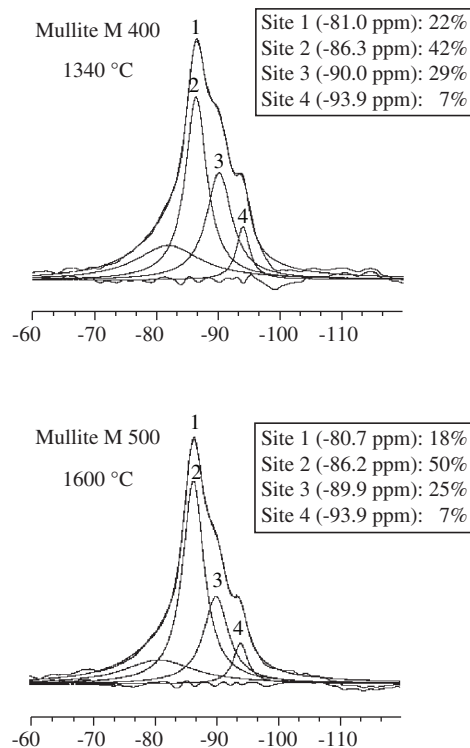 Mullite M 400
1340 °C
Site 1 (-81.0 ppm): 22%
Site 2 (-86.3 ppm): 42%
Site 3 (-90.0 ppm): 29%
Site 4 (-93.9 ppm): 7%
1
2
3
4
-60 -70 -80 -90 -100 -110
Mullite M 500
1600 °C
Site 1 (-80.7 ppm): 18%
Site 2 (-86.2 ppm): 50%
Site 3 (-89.9 ppm): 25%
Site 4 (-93.9 ppm): 7%
1
2
3
4
-60 -70 -80 -90 -100 -110